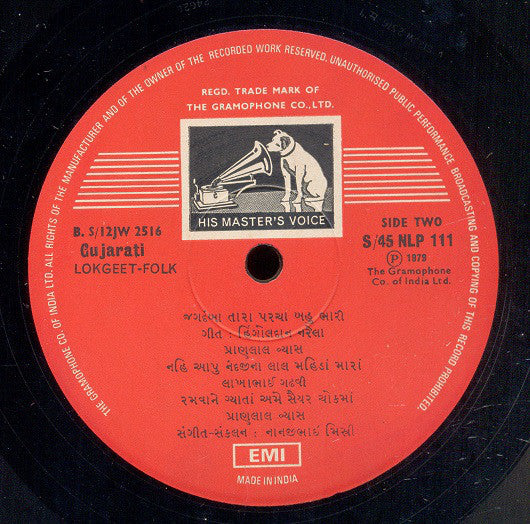 ALL RIGHTS OF THE MANUFACTURER AND OF THE OWNER OF THE RECORDED WORK RESERVED. UNAUTHORISED PUBLIC PERFORMANCE BROADCASTING AND COPYING OF THIS RECORD PROHIBITED.
THE GRAMOPHONE CO. OF INDIA LTD.
REGD. TRADE MARK OF
THE GRAMOPHONE CO., LTD.
HIS MASTER'S VOICE
B. S/12JW 2516
Gujarati
LOKGEET-FOLK
SIDE TWO
S/45 NLP 111
Ⓟ 1979
The Gramophone
Co. of India Ltd.
જગદંબા તારા પરચા બહુ ભારી
ગીત : હિંગોલદાન નરેલા
પ્રાણલાલ વ્યાસ
નહિ આપુ નંદજીના લાલ મહિડાં મારાં
લાખાભાઈ ગઢવી
રમવાને ગ્યાતાં અમે સૈયર ચોકમાં
પ્રાણલાલ વ્યાસ
સંગીત-સંકલન : નાનજીભાઈ મિસ્ત્રી
EMI
MADE IN INDIA